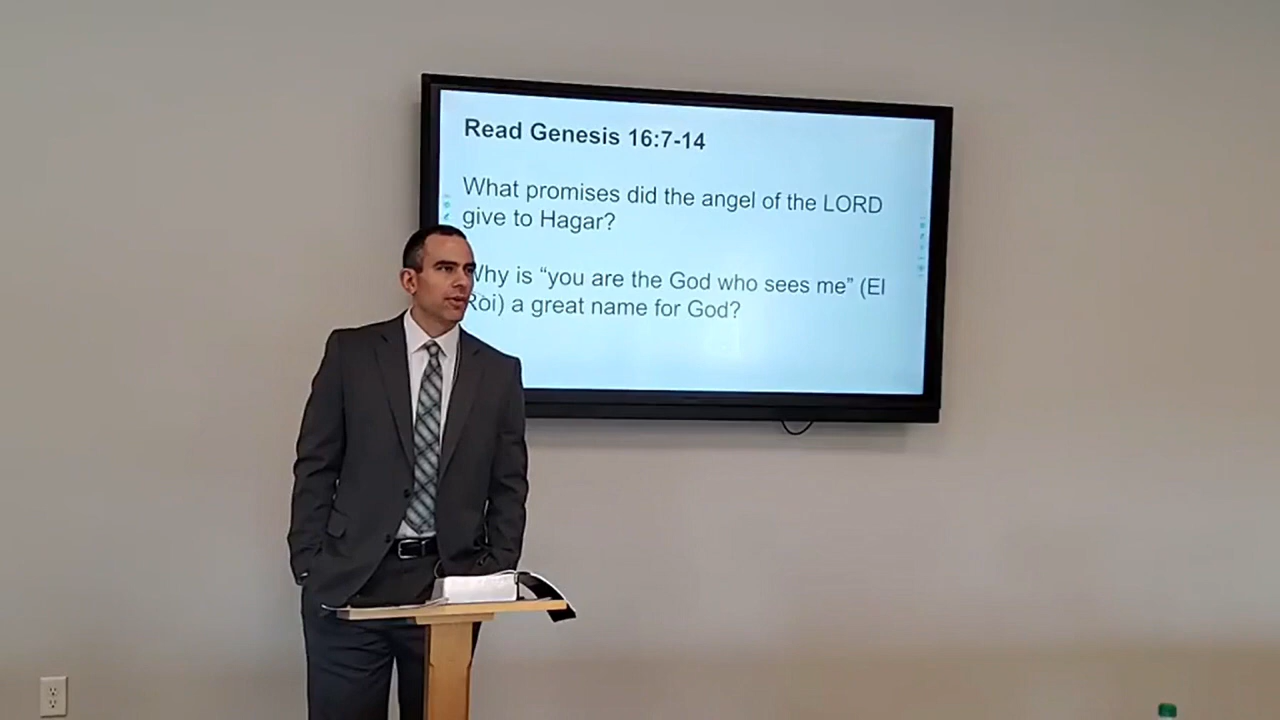 Read Genesis 16:7-14
What promises did the angel of the LORD
give to Hagar?
Why is “you are the God who sees me” (El
Roi) a great name for God?